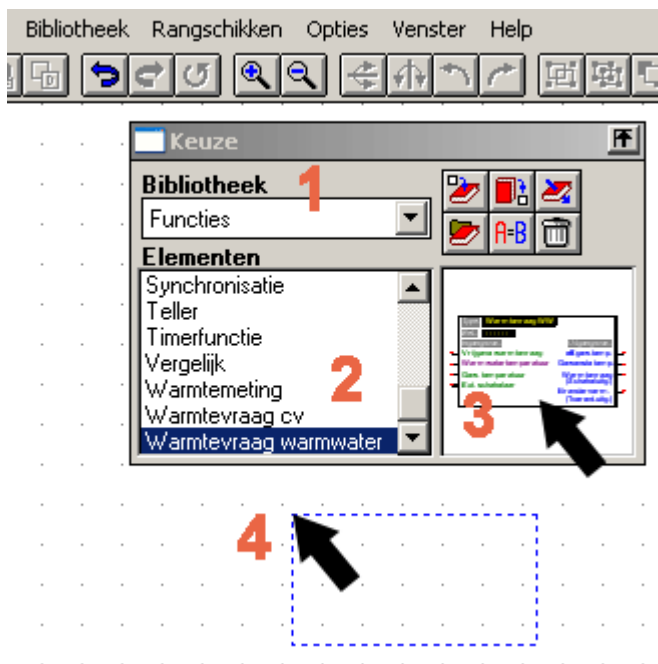 Bibliotheek Rangschikken Opties Venster Help
Keuze
Bibliotheek 1
Functies
A=B
Elementen
Synchronisatie
Teller
Timerfunctie
Vergelijk
Warmtemeting
Warmtevraag cv
Warmtevraag warmwater
2
3
4